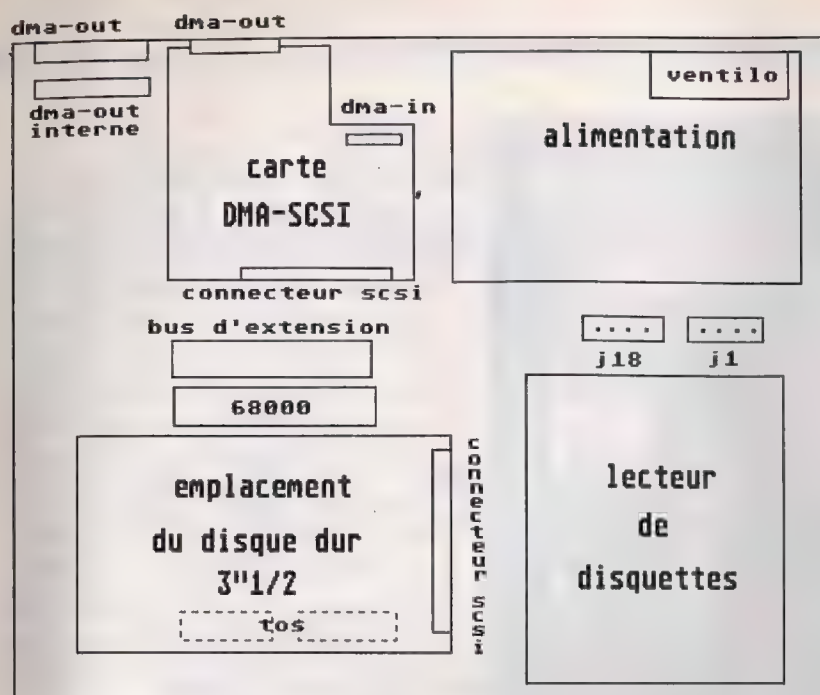 dma-out
dma-out
dma-out
interne
dma-in
carte
DMA-SCSI
ventilo
alimentation
connecteur scsi
bus d'extension
68000
j18
j1
emplacement
du disque dur
3"1/2
tos
connecteur scsi
lecteur
de
disquettes